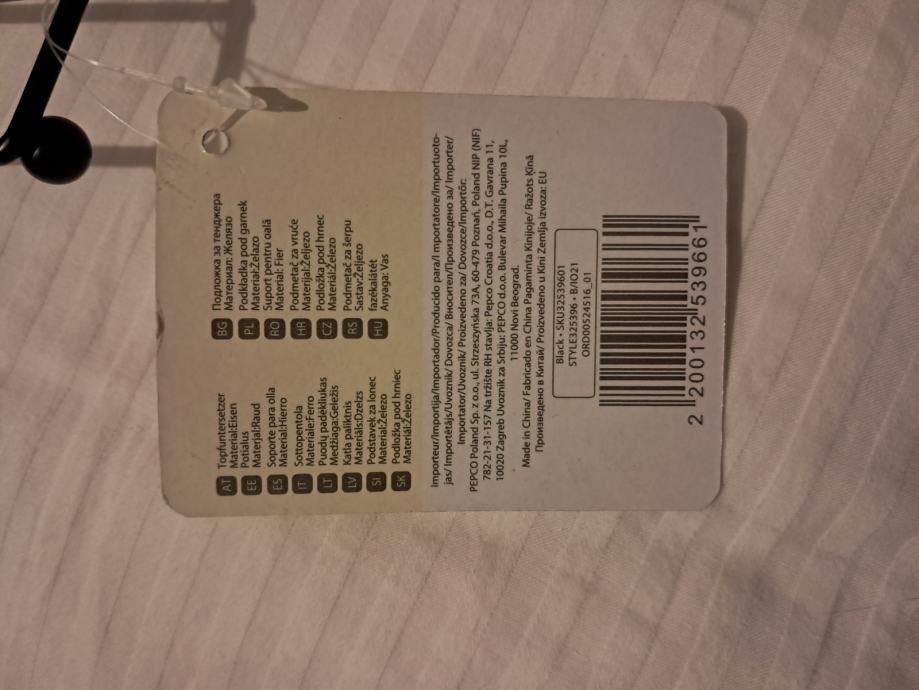 AT Topfuntersetzer
Material:Eisen
EE Potialus
Materjal:Raud
ES Soporte para olla
Material:Hierro
IT Sottopentola
Materiale:Ferro
LT Puodų padėkliukas
Medžiaga:Geležis
LV Katla paliktnis
Materiāls:Dzelzs
SI Podstavek za lonec
Material:Železo
SK Podložka pod hrniec
Materiál:Železo
BG Подложка за тенджера
Материал: Желязо
PL Podkładka pod garnek
Materiał:Żelazo
RO Suport pentru oală
Material: Fier
HR Podmetač za vruće
Materijal:Željezo
CZ Podložka pod hrnec
Materiál:Železo
RS Podmetač za šerpu
Sastav:Željezo
HU fazékalátét
Anyaga: Vas
Importeur/Importija/Importador/Producido para/I mportatore/Importuoto-
jas/ Importētājs/Uvoznik/ Dovozca/ Вносител/Произведено за/ Importer/
Importator/Uvoznik/ Proizvedeno za/ Dovozce/Importőr:
PEPCO Poland Sp. z o.o., ul. Strzeszyńska 73A, 60-479 Poznań, Poland NIP (NIF)
782-21-31-157 Na tržište RH stavlja: Pepco Croatia d.o.o., D.T. Gavrana 11,
10020 Zagreb Uvoznik za Srbiju: PEPCO d.o.o. Bulevar Mihaila Pupina 10L,
11000 Novi Beograd.
Made in China/ Fabricado en China Pagaminta Kinijoje/ Ražots Ķīnā
Произведено в Китай/ Proizvedeno u Kini Zemlja izvoza: EU
Black • SKU32539601
STYLE325396 • B/IO21
ORD00524516_01
2 200132 539661